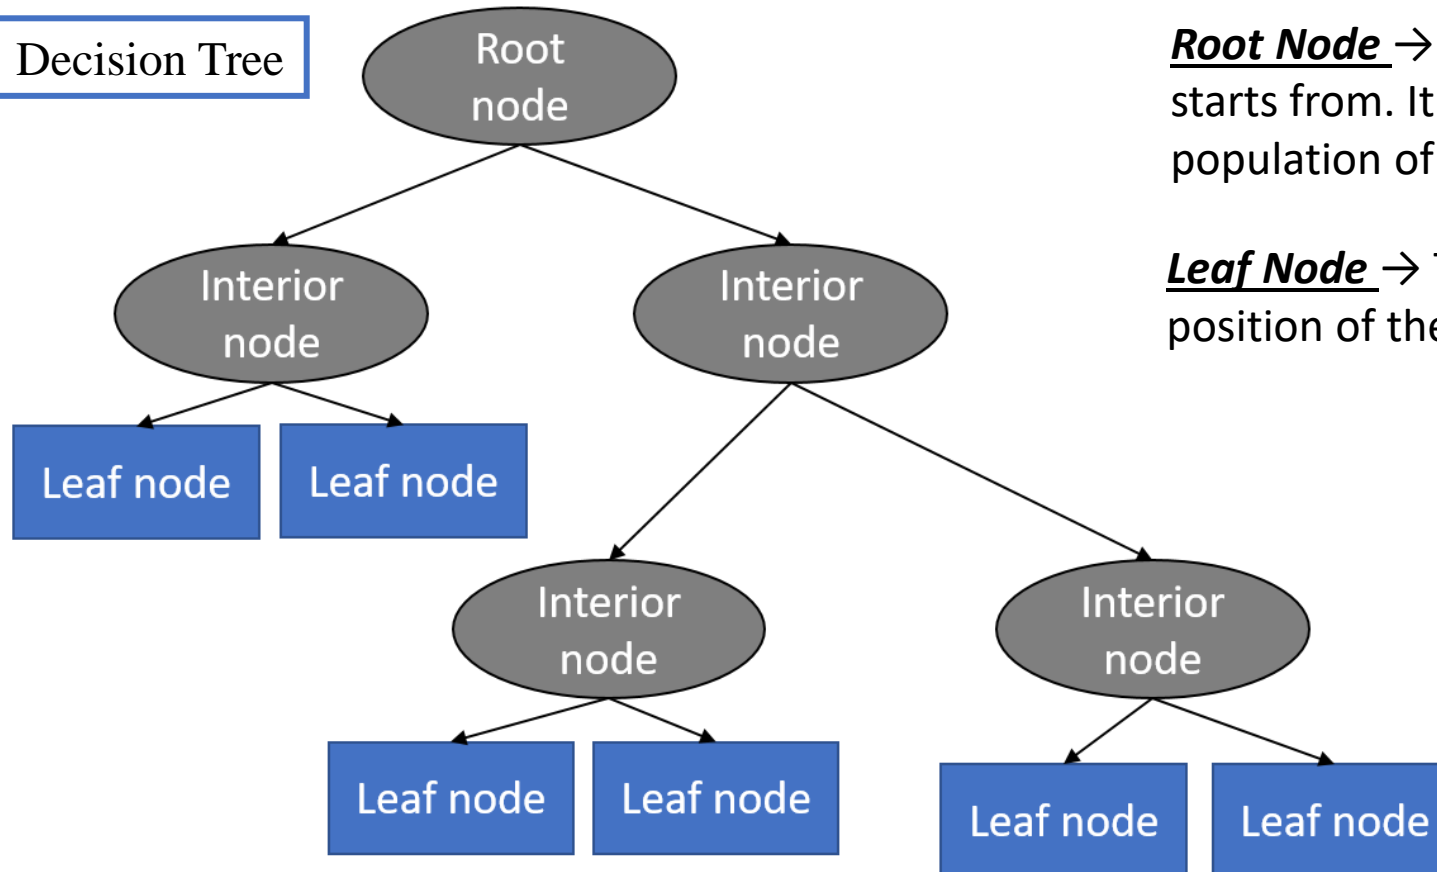 Decision Tree
Root
node
Root Node →
starts from. It
population of
Leaf Node →
position of the
Interior
node
Interior
node
Leaf node
Leaf node
Interior
node
Interior
node
Leaf node
Leaf node
Leaf node
Leaf node